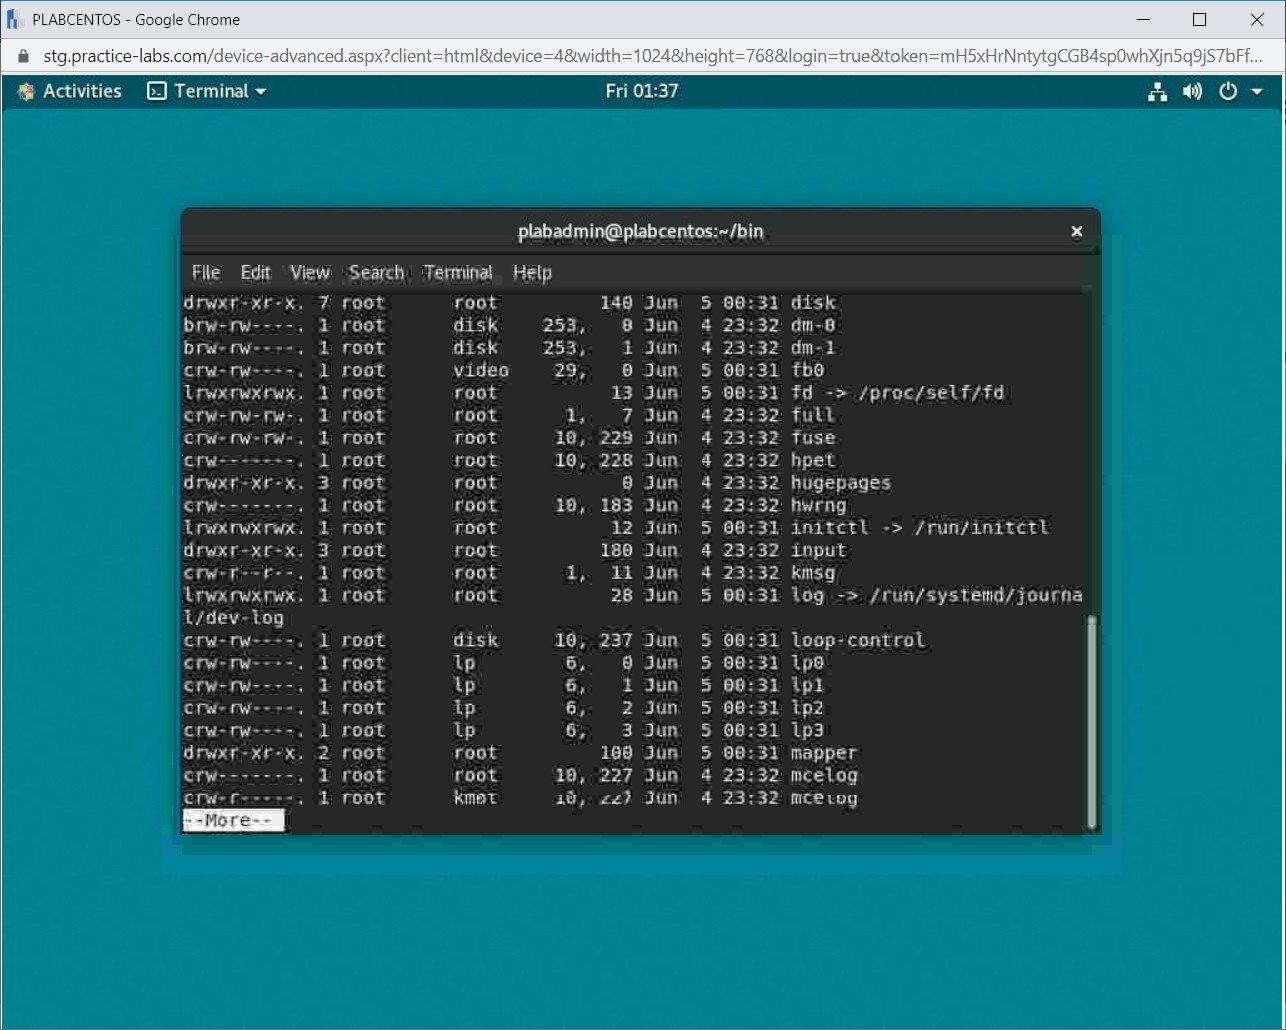 PLABCENTOS - Google Chrome
stg.practice-labs.com/device-advanced.aspx?client=html&device=4&width=1024&height=768&login=true&token=mH5xHrNntytgCGB4sp0whXjn5q9jS7bFf...
Activities Terminal Fri 01:37
plabadmin@plabcentos:~/bin
File Edit View Search Terminal Help
drwxr-xr-x. 7 root root 140 Jun 5 00:31 disk
brw-rw----. 1 root disk 253, 0 Jun 4 23:32 dm-0
brw-rw----. 1 root disk 253, 1 Jun 4 23:32 dm-1
crw-rw----. 1 root video 29, 0 Jun 5 00:31 fb0
lrwxrwxrwx. 1 root root 13 Jun 5 00:31 fd -> /proc/self/fd
crw-rw-rw-. 1 root root 1, 7 Jun 4 23:32 full
crw-rw-rw-. 1 root root 10, 229 Jun 4 23:32 fuse
crw-------. 1 root root 10, 228 Jun 4 23:32 hpet
drwxr-xr-x. 3 root root 0 Jun 4 23:32 hugepages
crw-------. 1 root root 10, 183 Jun 4 23:32 hwrng
lrwxrwxrwx. 1 root root 12 Jun 5 00:31 initctl -> /run/initctl
drwxr-xr-x. 3 root root 180 Jun 4 23:32 input
crw-r--r--. 1 root root 1, 11 Jun 4 23:32 kmsg
lrwxrwxrwx. 1 root root 28 Jun 5 00:31 log -> /run/systemd/journa
l/dev-log
crw-rw----. 1 root disk 10, 237 Jun 5 00:31 loop-control
crw-rw----. 1 root lp 6, 0 Jun 5 00:31 lp0
crw-rw----. 1 root lp 6, 1 Jun 5 00:31 lp1
crw-rw----. 1 root lp 6, 2 Jun 5 00:31 lp2
crw-rw----. 1 root lp 6, 3 Jun 5 00:31 lp3
drwxr-xr-x. 2 root root 100 Jun 5 00:31 mapper
crw-------. 1 root root 10, 227 Jun 4 23:32 mcelog
crw-r-----. 1 root 10, 227 Jun 4 23:32 mcelog
--More--